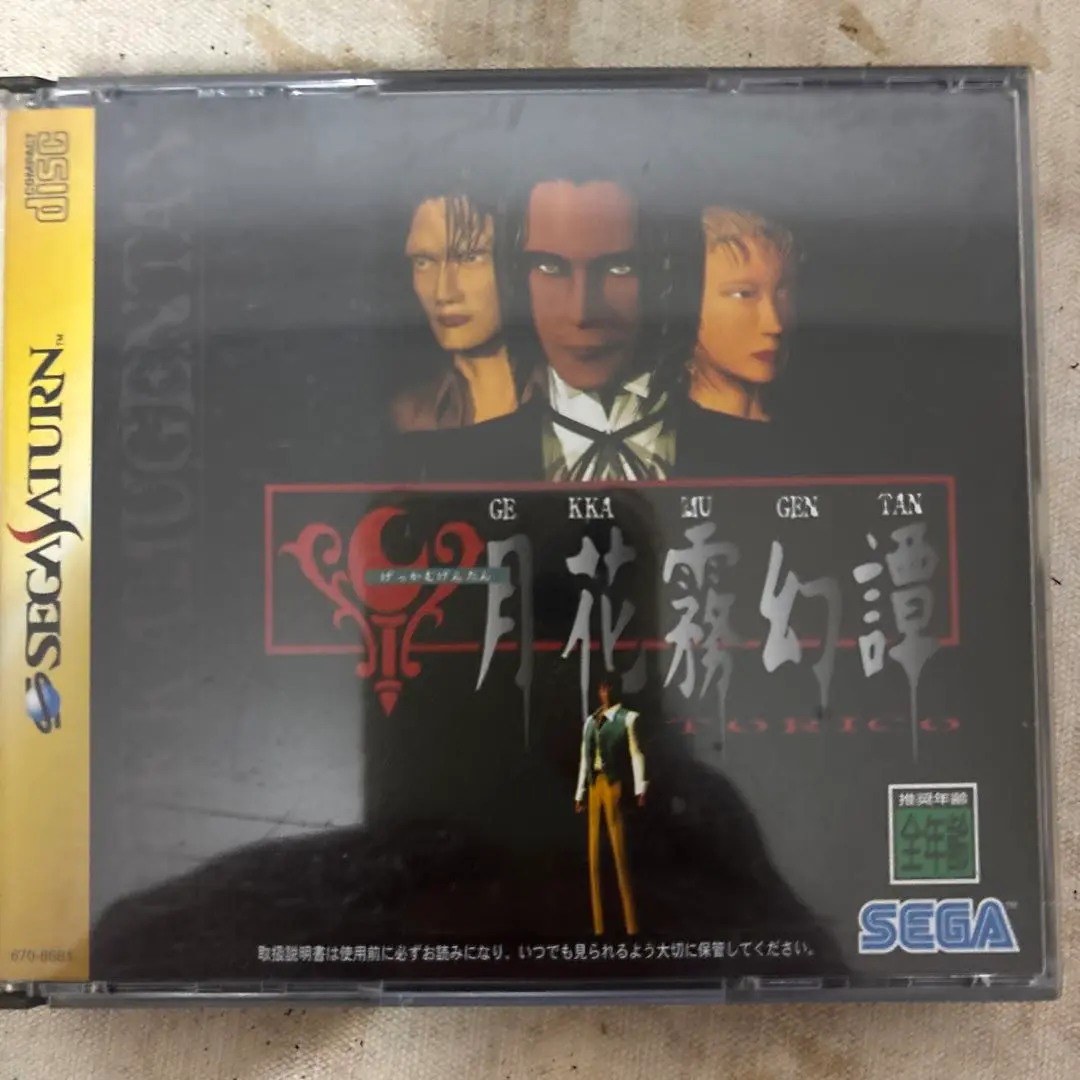 COMPACT
disc
SEGA SATURN™
670-8681
GE KKA MU GEN TAN
げっかむげんたん
月花霧幻譚
TORICO
推奨年齢
全年齢
SEGA™
取扱説明書は使用前に必ずお読みになり、いつでも見られるよう大切に保管してください。